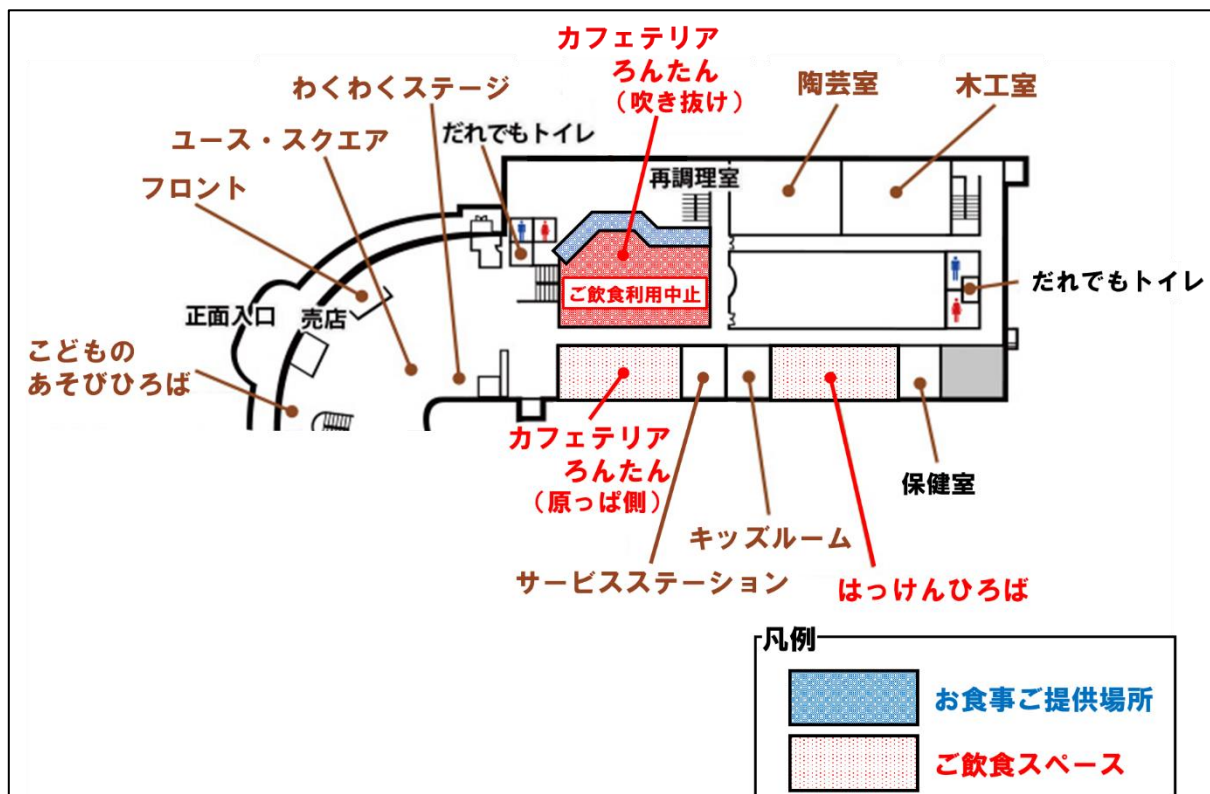 カフェテリア
ろんたん
（吹き抜け）
わくわくステージ
陶芸室
木工室
ユース・スクエア
だれでもトイレ
フロント
再調理室
ご飲食利用中止
だれでもトイレ
正面入口
売店
こどもの
あそびひろば
カフェテリア
ろんたん
（原っぱ側）
保健室
キッズルーム
サービスステーション
はっけんひろば
凡例
お食事ご提供場所
ご飲食スペース